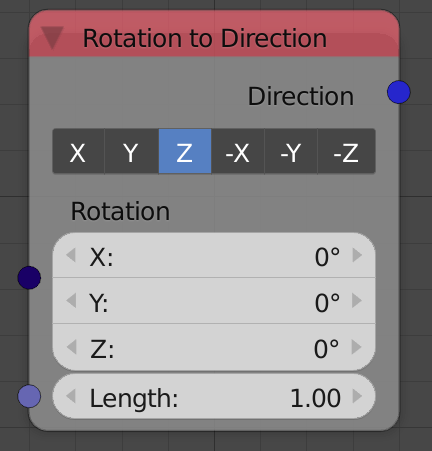 Rotation to Direction
Direction
X Y Z -X -Y -Z
Rotation
X: 0°
Y: 0°
Z: 0°
Length: 1.00